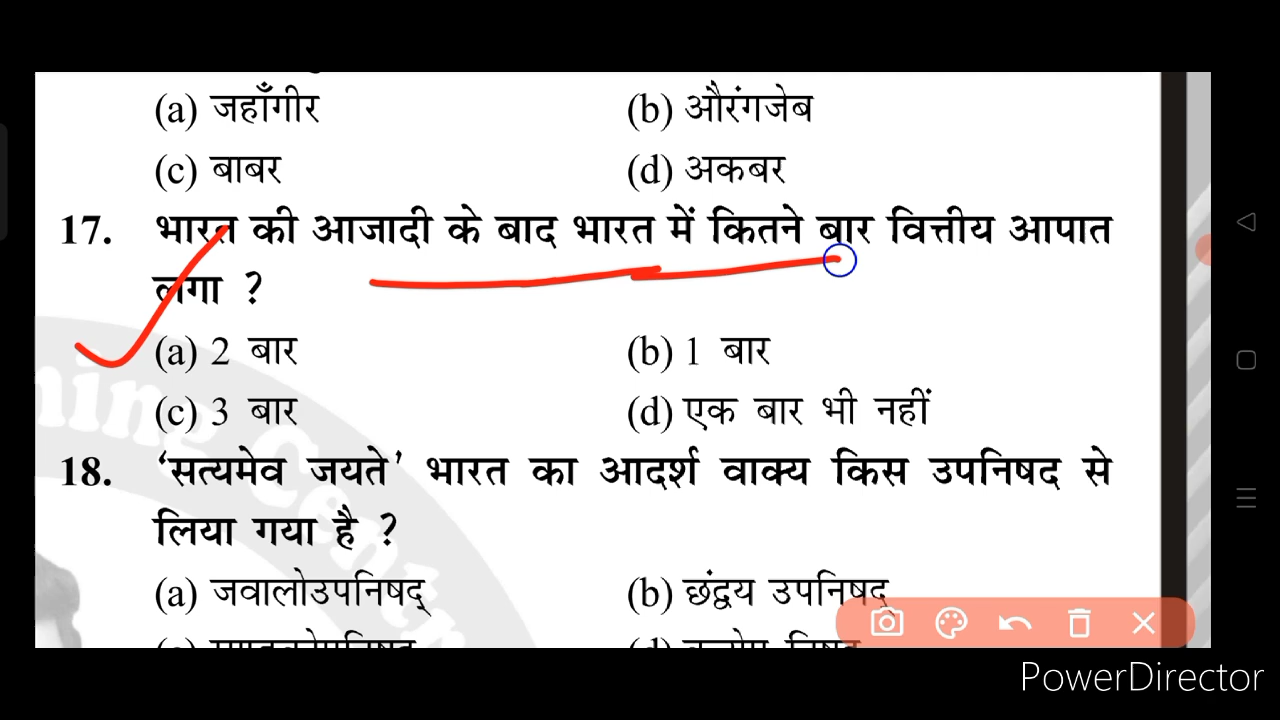 (a) जहाँगीर (b) औरंगजेब
(c) बाबर (d) अकबर
17. भारत की आजादी के बाद भारत में कितने बार वित्तीय आपात
लगा ?
(a) 2 बार (b) 1 बार
(c) 3 बार (d) एक बार भी नहीं
18. ‘सत्यमेव जयते’ भारत का आदर्श वाक्य किस उपनिषद से
लिया गया है ?
(a) जवालोउपनिषद् (b) छंद्वय उपनिषद्
PowerDirector